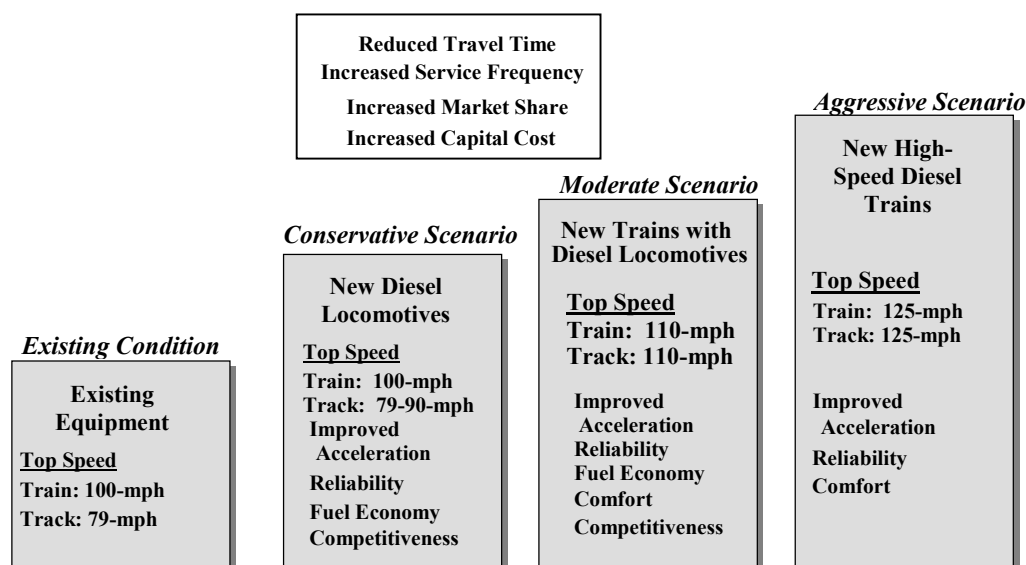 Reduced Travel Time
Increased Service Frequency
Increased Market Share
Increased Capital Cost
Existing Condition
Existing
Equipment
Top Speed
Train: 100-mph
Track: 79-mph
Conservative Scenario
New Diesel
Locomotives
Top Speed
Train: 100-mph
Track: 79-90-mph
Improved
Acceleration
Reliability
Fuel Economy
Competitiveness
Moderate Scenario
New Trains with
Diesel Locomotives
Top Speed
Train: 110-mph
Track: 110-mph
Improved
Acceleration
Reliability
Fuel Economy
Comfort
Competitiveness
Aggressive Scenario
New High-
Speed Diesel
Trains
Top Speed
Train: 125-mph
Track: 125-mph
Improved
Acceleration
Reliability
Comfort